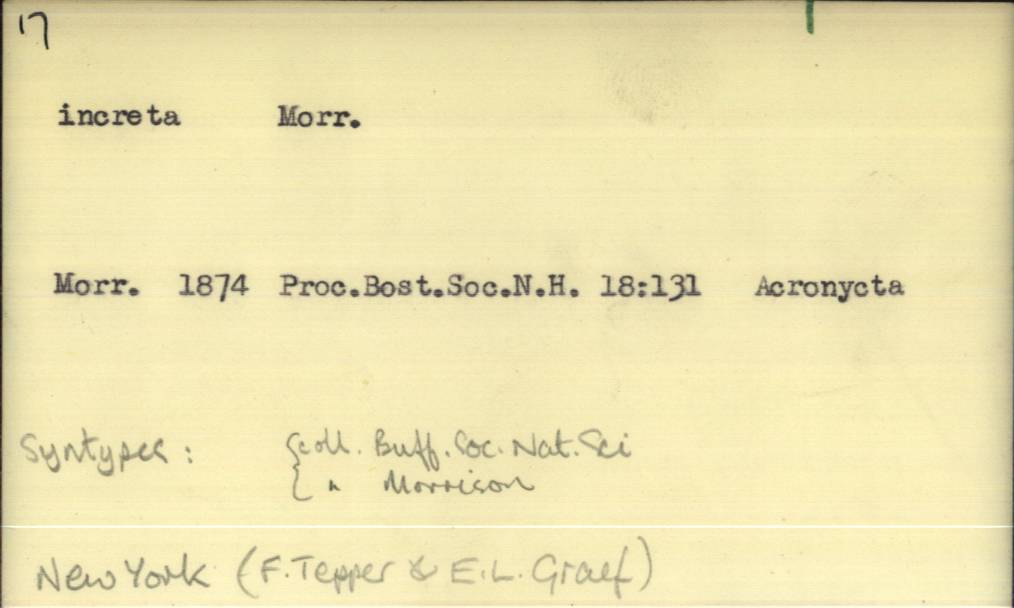 17
increta Morr.
Morr. 1874 Proc.Bost.Soc.N.H. 18:131 Acronycta
Syntypes: { coll. Buff. Soc. Nat. Sci
{ " Morrison
New York (F. Tepper & E.L. Graef)